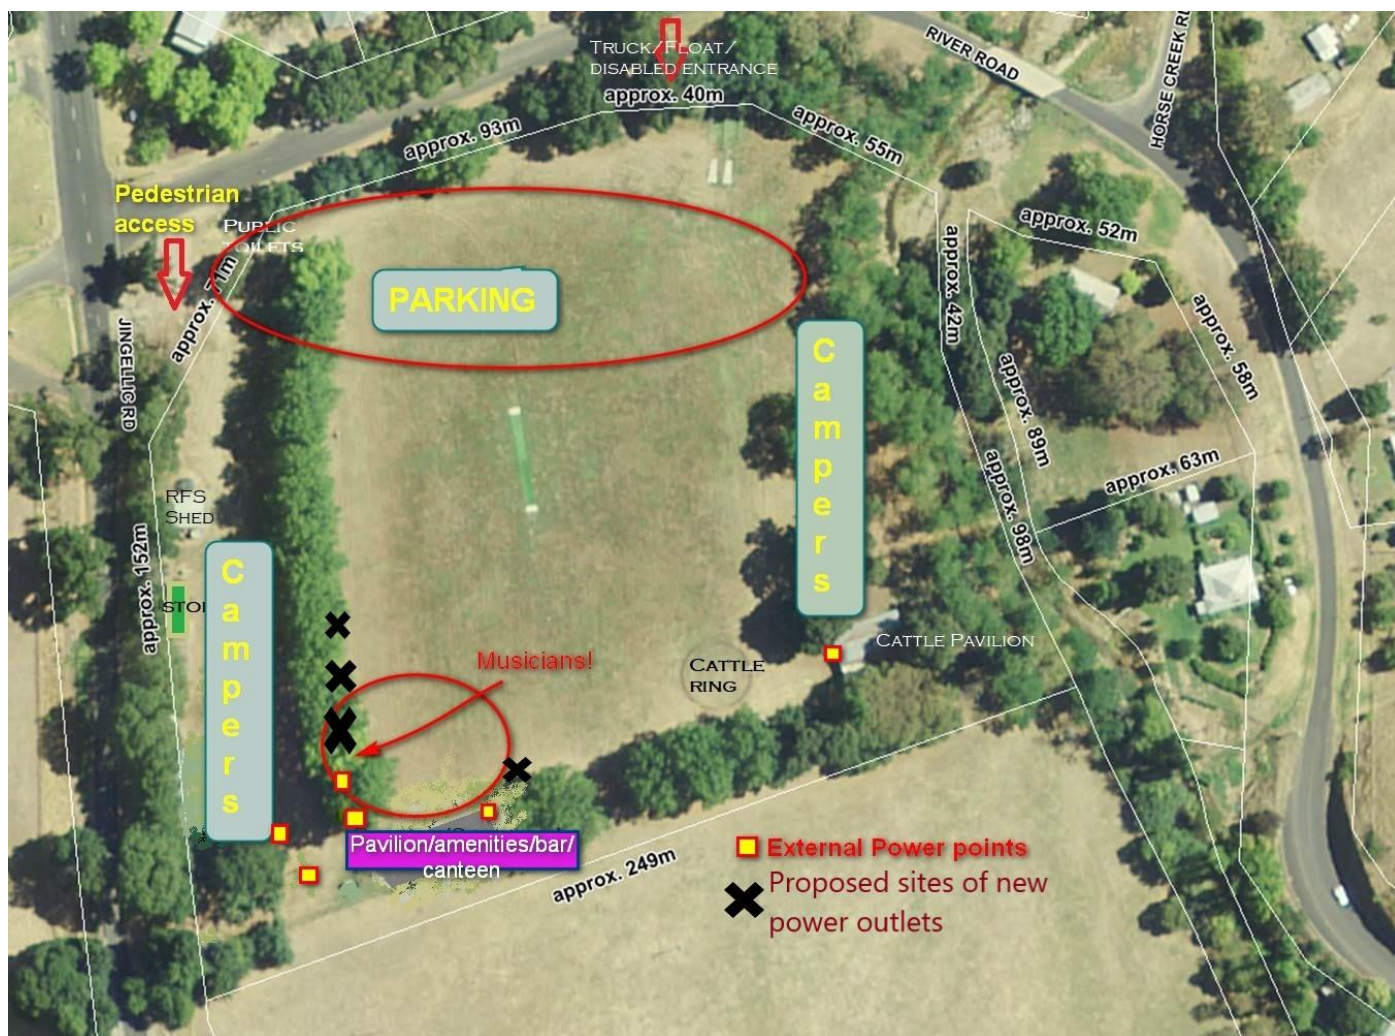 Truck/Float/
disabled entrance
River Road
Horse Creek Rd
approx. 40m
approx. 93m
approx. 55m
Pedestrian
access
Public
Toilets
approx. 71m
approx. 52m
approx. 42m
PARKING
approx. 58m
Jingellic Rd
Campers
approx. 89m
approx. 63m
approx. 98m
RFS
Shed
approx. 152m
Campers
Musicians!
Cattle
Ring
Cattle Pavilion
Pavilion/amenities/bar/
canteen
approx. 249m
External Power points
Proposed sites of new
power outlets